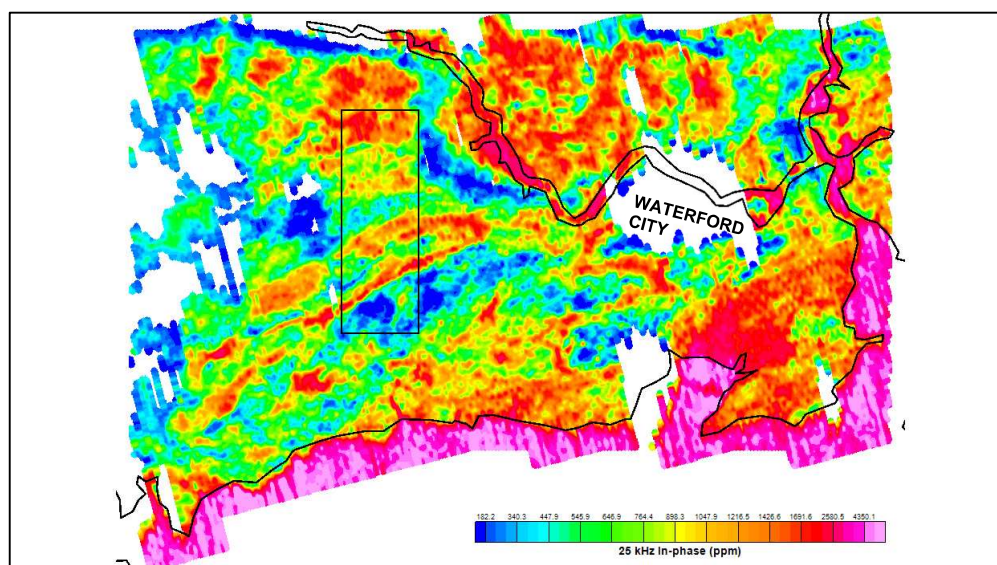 WATERFORD
CITY
182.2 340.3 447.9 545.9 646.9 764.4 898.3 1047.9 1216.5 1426.6 1691.6 2580.5 4350.1
25 kHz In-phase (ppm)